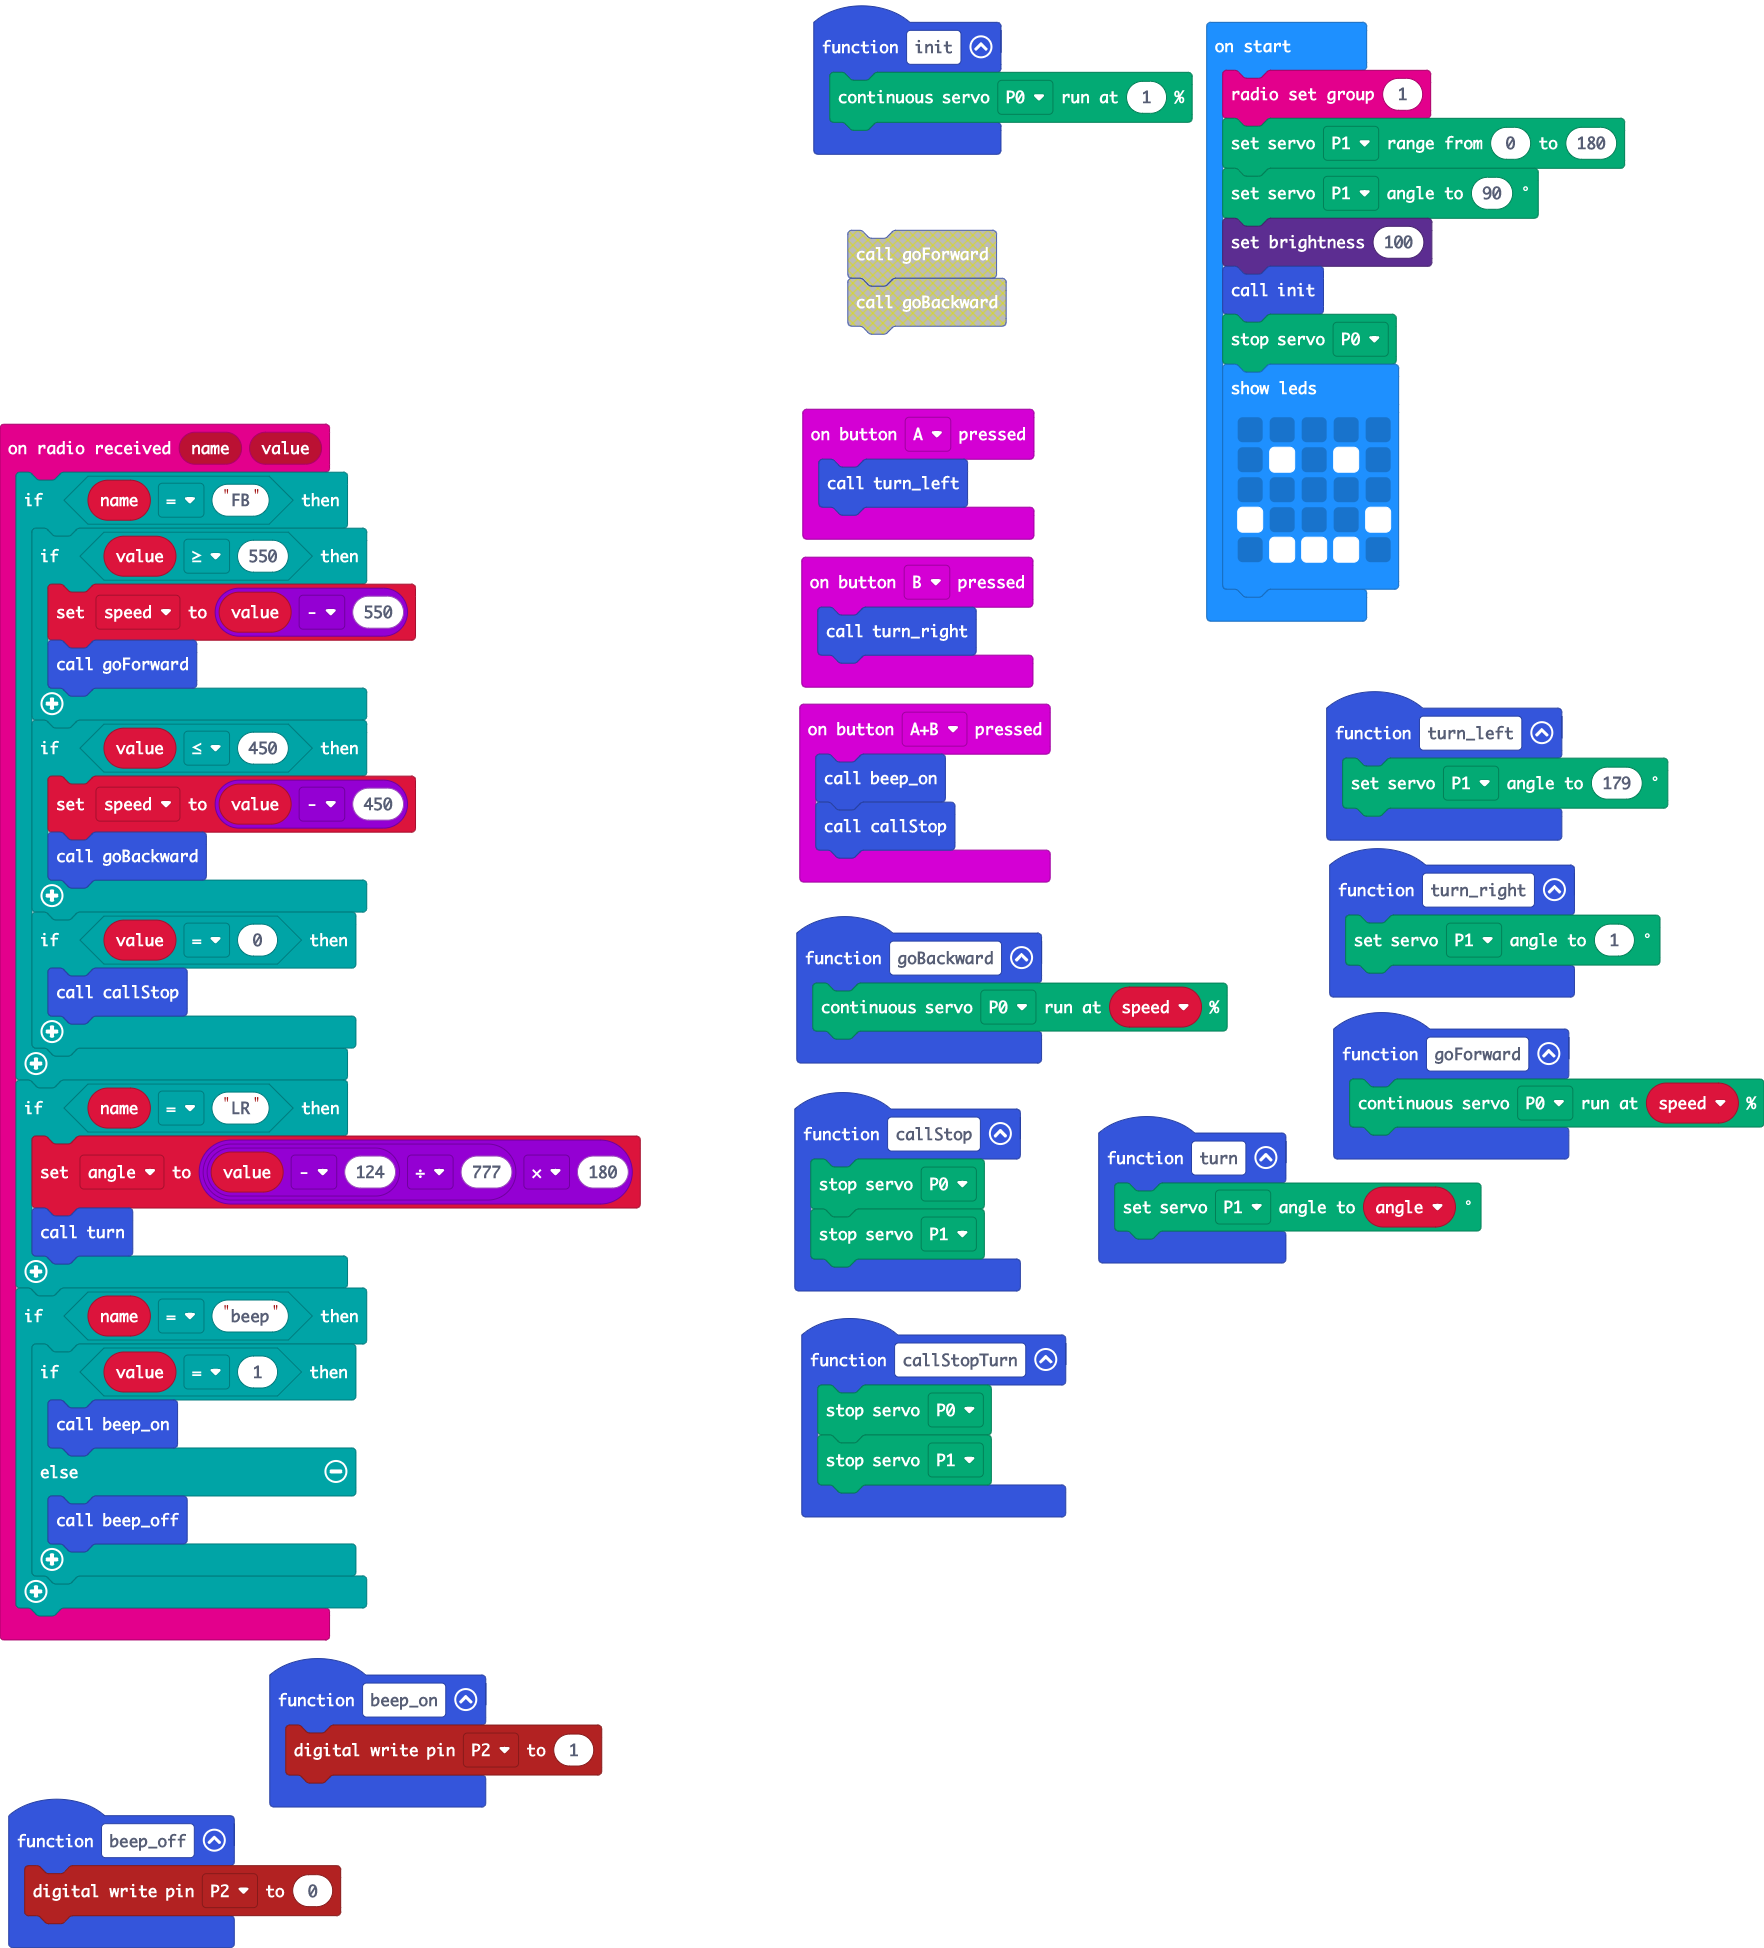 function init
continuous servo P0 run at 1 %
on start
radio set group 1
set servo P1 range from 0 to 180
set servo P1 angle to 90 °
set brightness 100
call init
stop servo P0
show leds
call goForward
call goBackward
on radio received name value
if name = "FB" then
if value ≥ 550 then
set speed to value - 550
call goForward
if value ≤ 450 then
set speed to value - 450
call goBackward
if value = 0 then
call callStop
if name = "LR" then
set angle to value - 124 ÷ 777 × 180
call turn
if name = "beep" then
if value = 1 then
call beep_on
else
call beep_off
on button A pressed
call turn_left
on button B pressed
call turn_right
on button A+B pressed
call beep_on
call callStop
function goBackward
continuous servo P0 run at speed %
function callStop
stop servo P0
stop servo P1
function callStopTurn
stop servo P0
stop servo P1
function turn_left
set servo P1 angle to 179 °
function turn_right
set servo P1 angle to 1 °
function goForward
continuous servo P0 run at speed %
function turn
set servo P1 angle to angle °
function beep_on
digital write pin P2 to 1
function beep_off
digital write pin P2 to 0